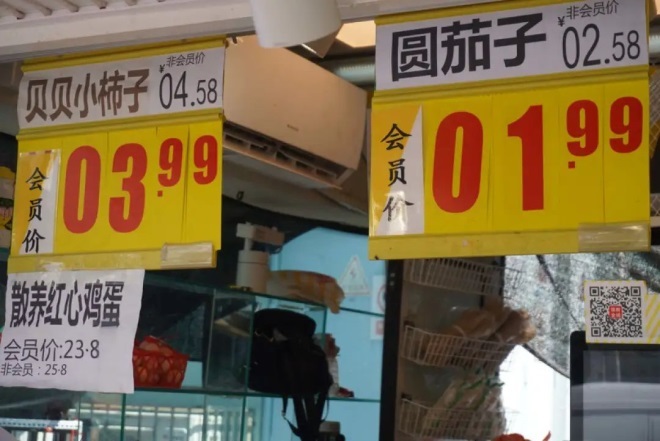 贝贝小柿子
非会员价
¥04.58
会员价
03.99
散养红心鸡蛋
会员价:23·8
非会员:25·8
圆茄子
非会员价
¥02.58
会员价
01.99